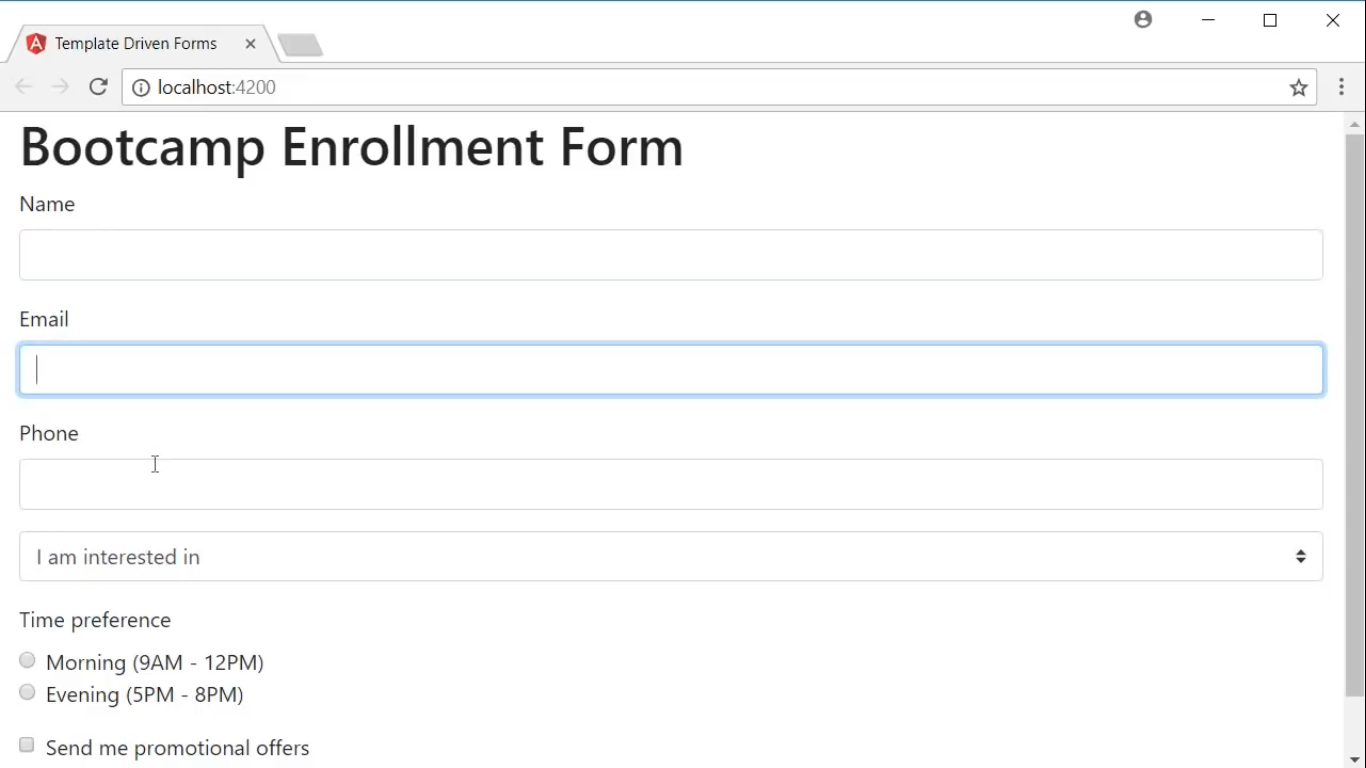 Template Driven Forms
localhost:4200
Bootcamp Enrollment Form
Name
Email
Phone
I am interested in
Time preference
Morning (9AM - 12PM)
Evening (5PM - 8PM)
Send me promotional offers